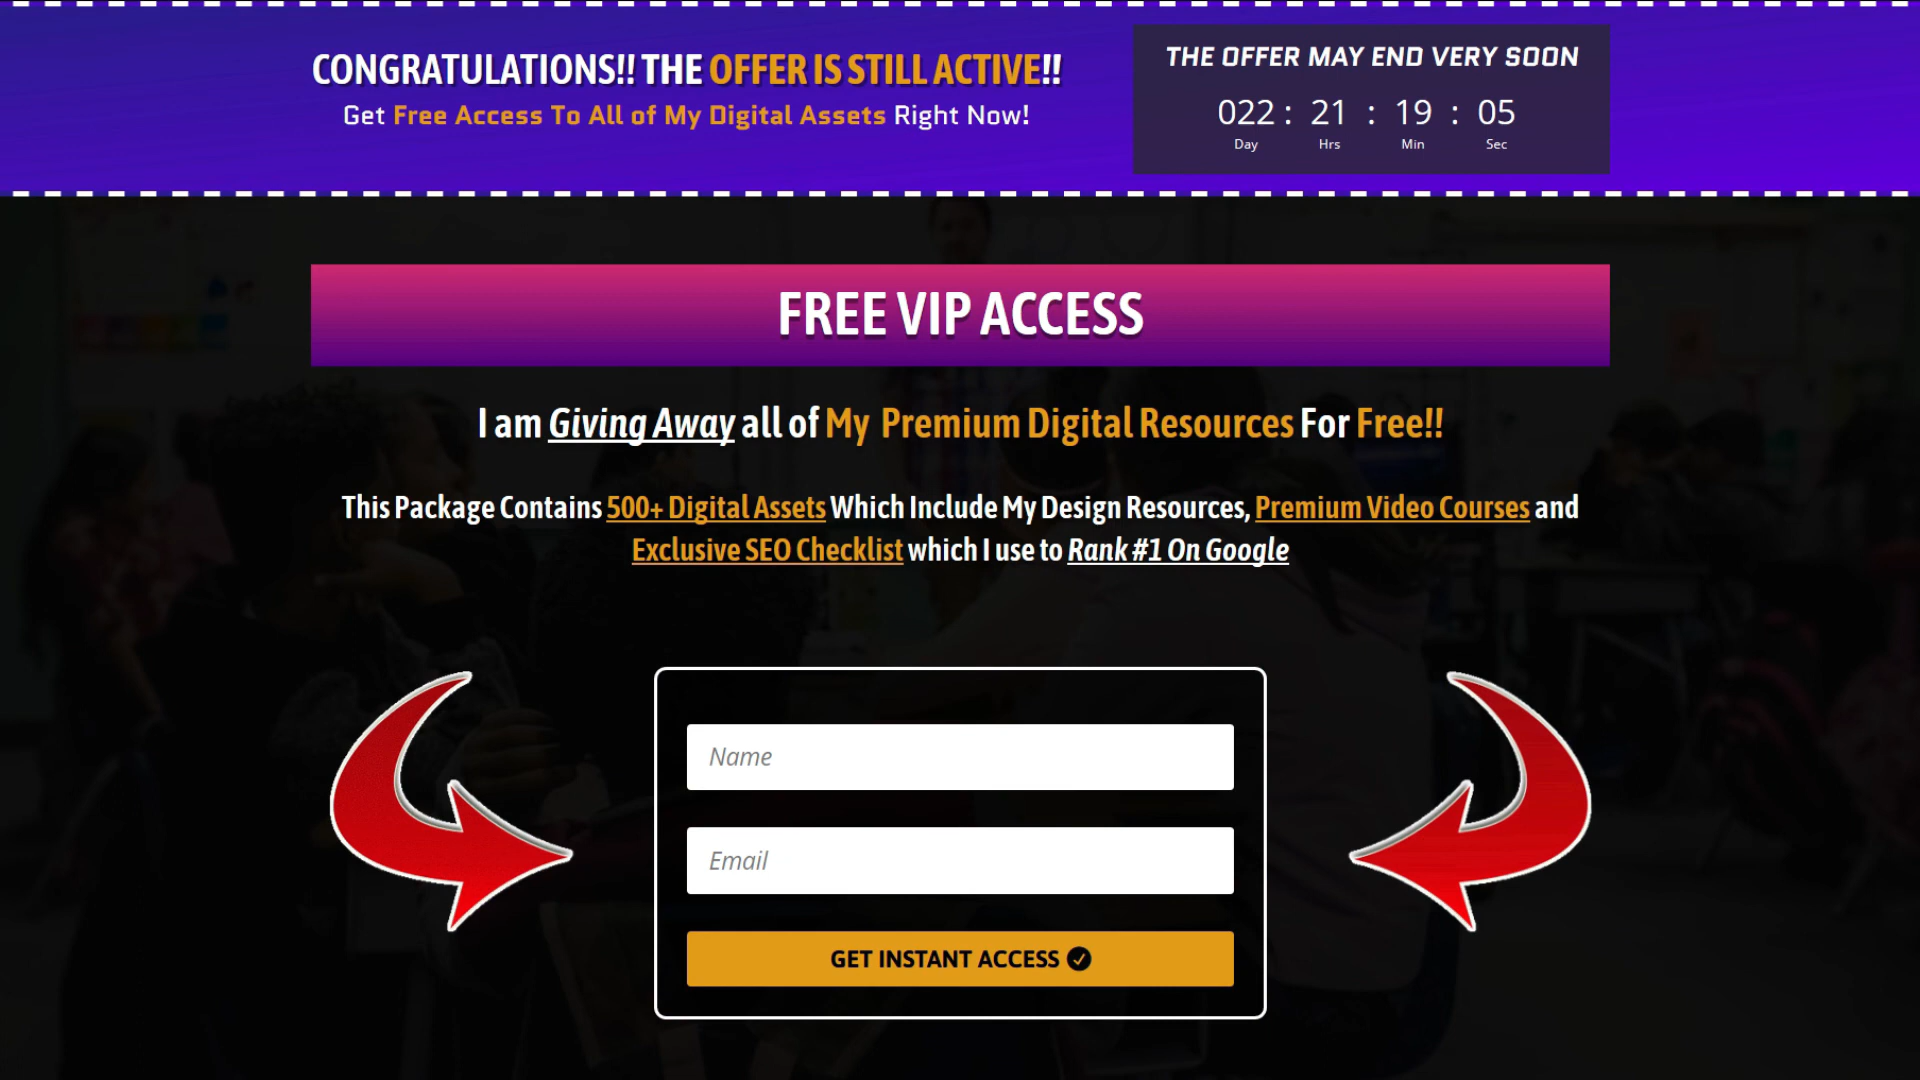 CONGRATULATIONS!! THE OFFER IS STILL ACTIVE!!
Get Free Access To All of My Digital Assets Right Now!
THE OFFER MAY END VERY SOON
022 : 21 : 19 : 05
Day Hrs Min Sec
FREE VIP ACCESS
I am Giving Away all of My Premium Digital Resources For Free!!
This Package Contains 500+ Digital Assets Which Include My Design Resources, Premium Video Courses and
Exclusive SEO Checklist which I use to Rank #1 On Google
Name
Email
GET INSTANT ACCESS